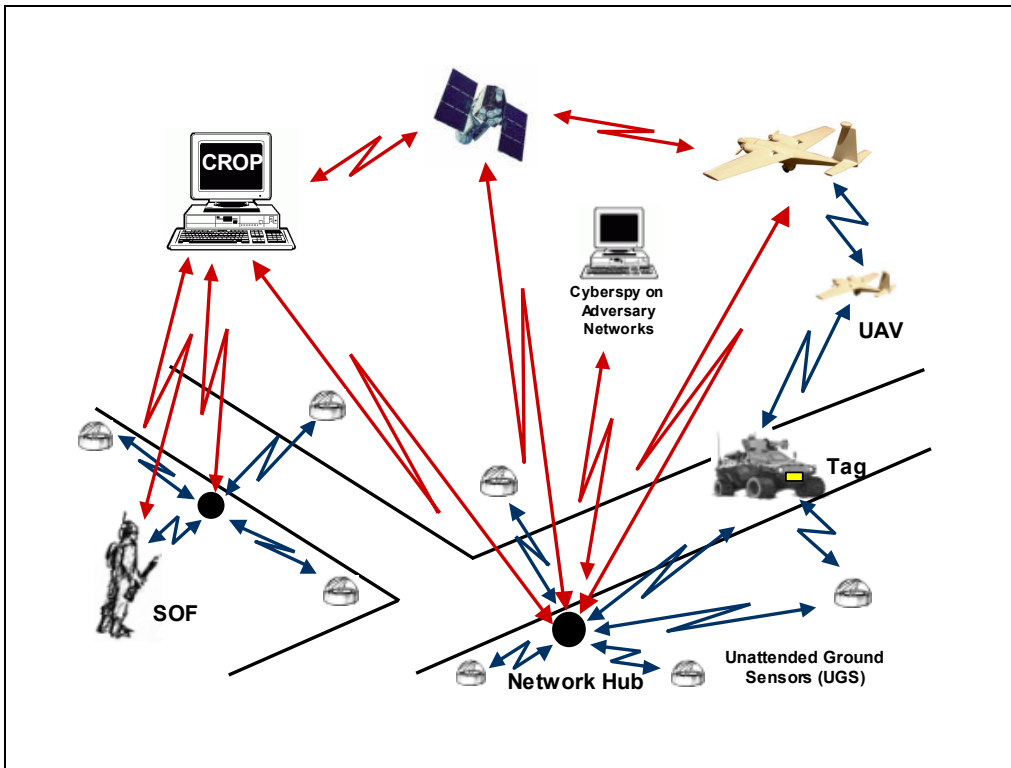 CROP
Cyberspy on
Adversary
Networks
UAV
Tag
SOF
Unattended Ground
Sensors (UGS)
Network Hub